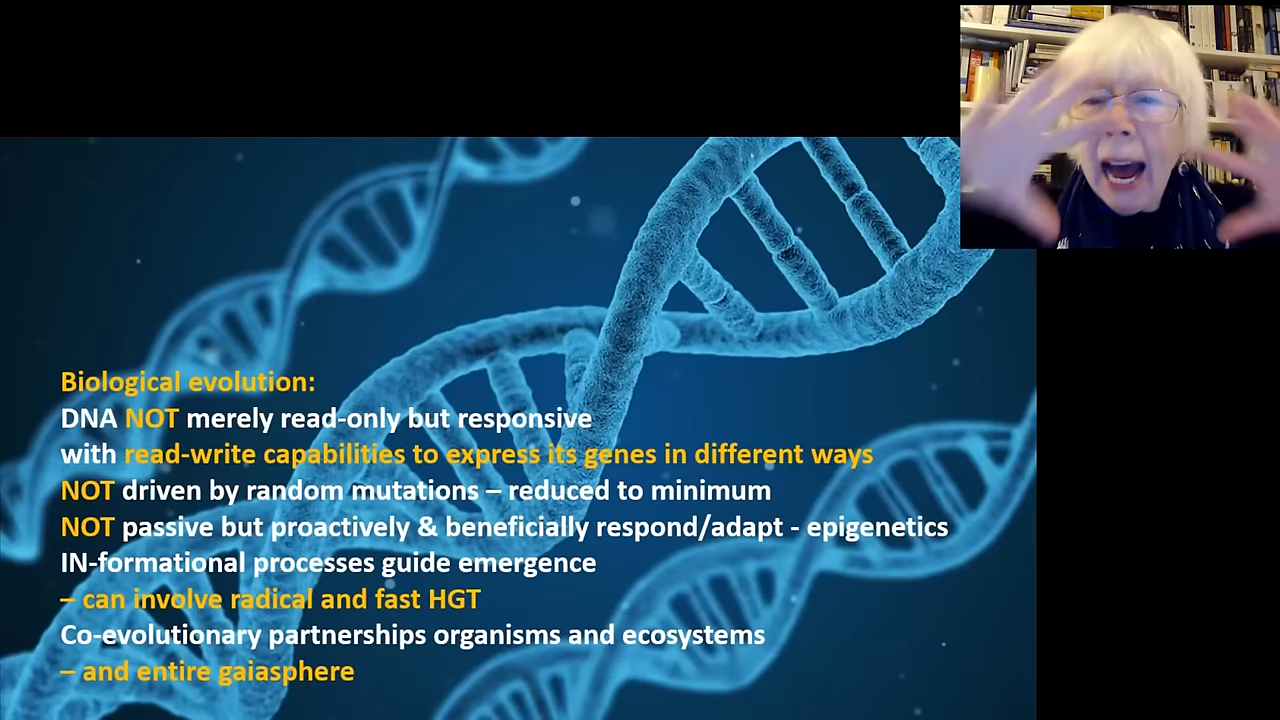 Biological evolution:
DNA NOT merely read-only but responsive
with read-write capabilities to express its genes in different ways
NOT driven by random mutations – reduced to minimum
NOT passive but proactively & beneficially respond/adapt - epigenetics
IN-formational processes guide emergence
– can involve radical and fast HGT
Co-evolutionary partnerships organisms and ecosystems
– and entire gaiasphere